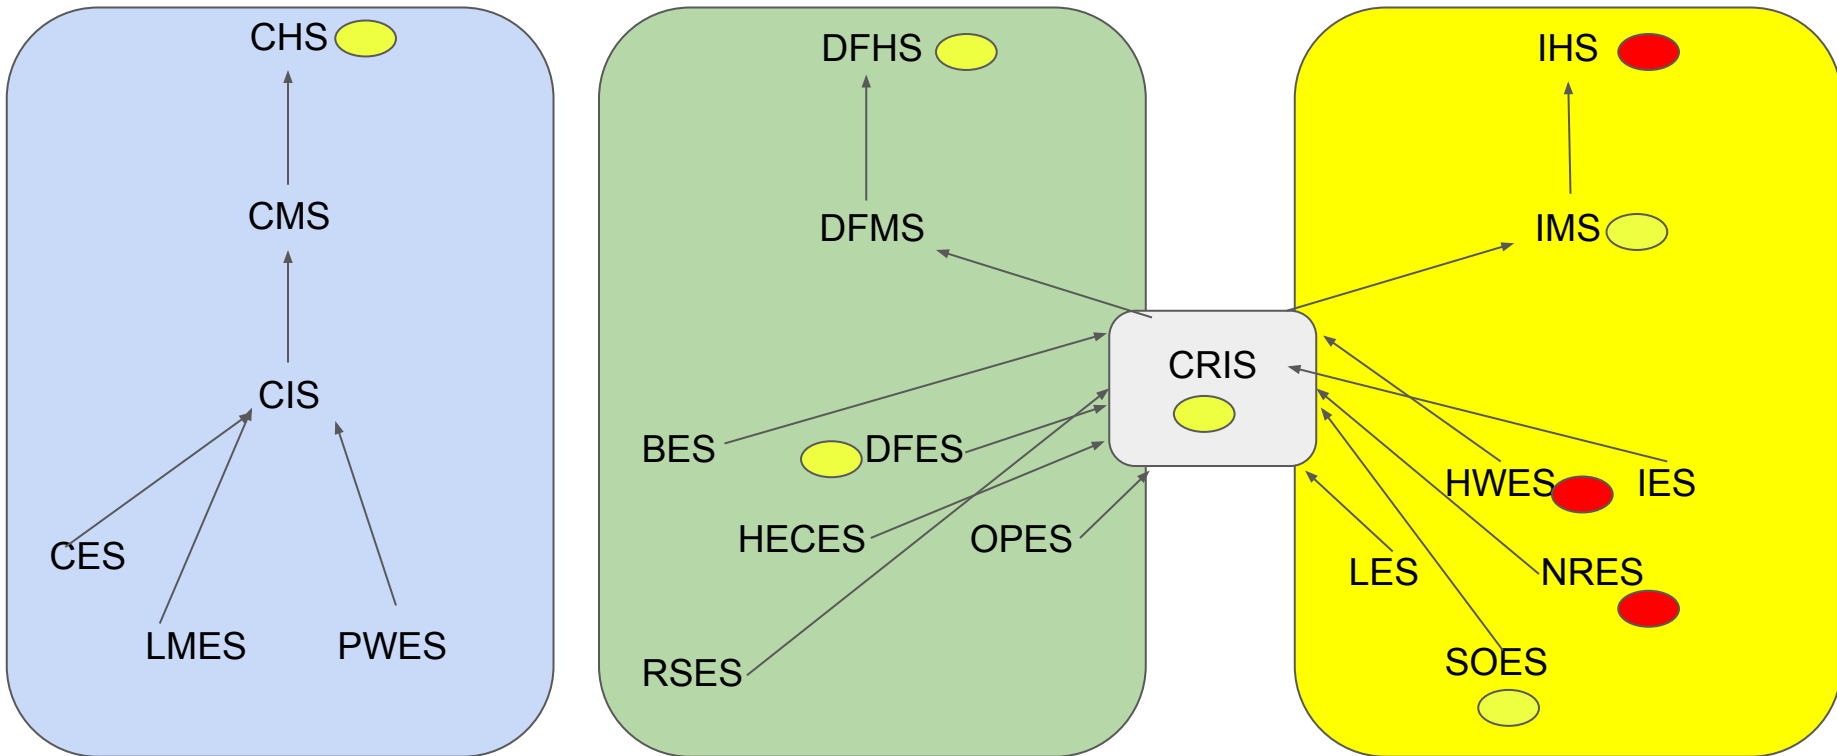 CHS
CMS
CIS
CES
LMES
PWES
DFHS
DFMS
BES
DFES
HECES
OPES
RSES
CRIS
IHS
IMS
HWES
IES
LES
NRES
SOES